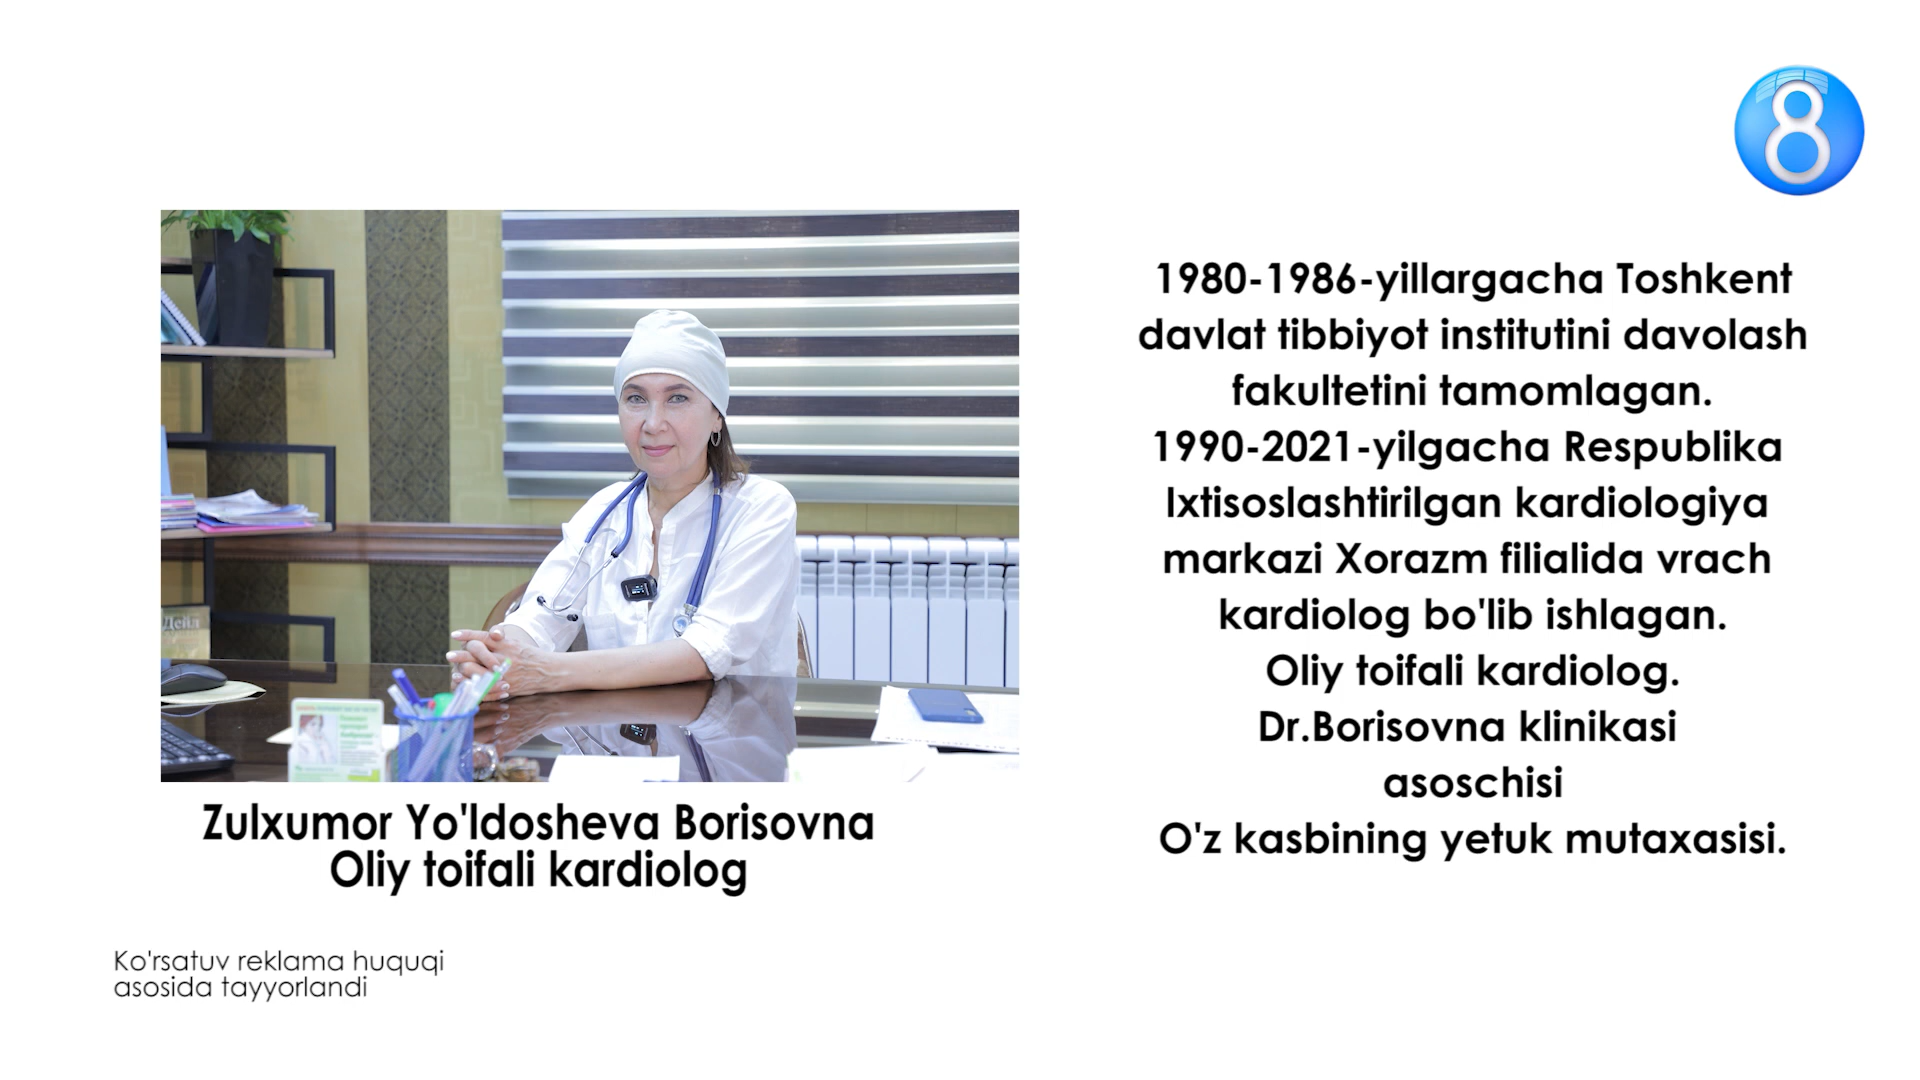 8
1980-1986-yillargacha Toshkent
davlat tibbiyot institutini davolash
fakultetini tamomlagan.
1990-2021-yilgacha Respublika
Ixtisoslashtirilgan kardiologiya
markazi Xorazm filialida vrach
kardiolog bo'lib ishlagan.
Oliy toifali kardiolog.
Dr.Borisovna klinikasi
asoschisi
O'z kasbining yetuk mutaxasisi.
Дейл
Zulxumor Yo'ldosheva Borisovna
Oliy toifali kardiolog
Ko'rsatuv reklama huquqi
asosida tayyorlandi